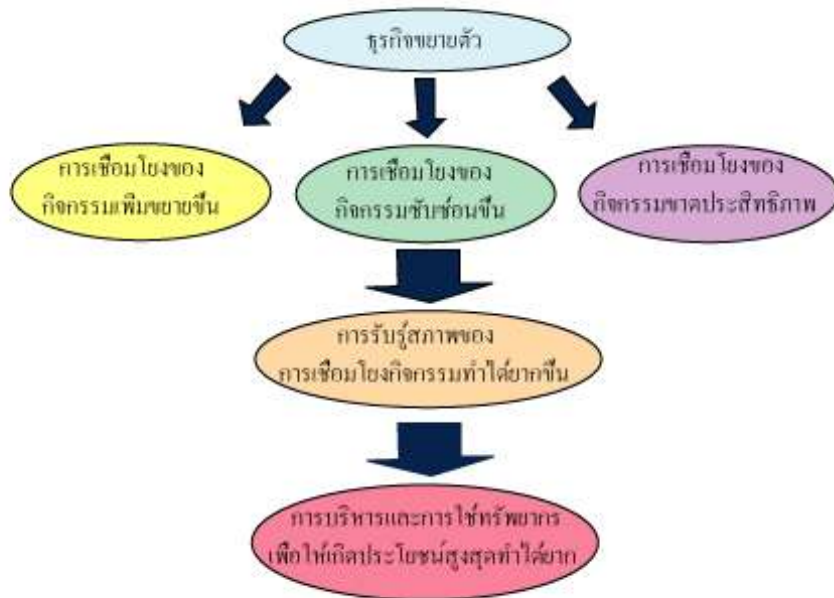 ธุรกิจขยายตัว
การเชื่อมโยงของ
กิจกรรมเพิ่มขยายขึ้น
การเชื่อมโยงของ
กิจกรรมซับซ้อนขึ้น
การเชื่อมโยงของ
กิจกรรมขาดประสิทธิภาพ
การรับรู้สภาพของ
การเชื่อมโยงกิจกรรมทำได้ยากขึ้น
การบริหารและการใช้ทรัพยากร
เพื่อให้เกิดประโยชน์สูงสุดทำได้ยาก